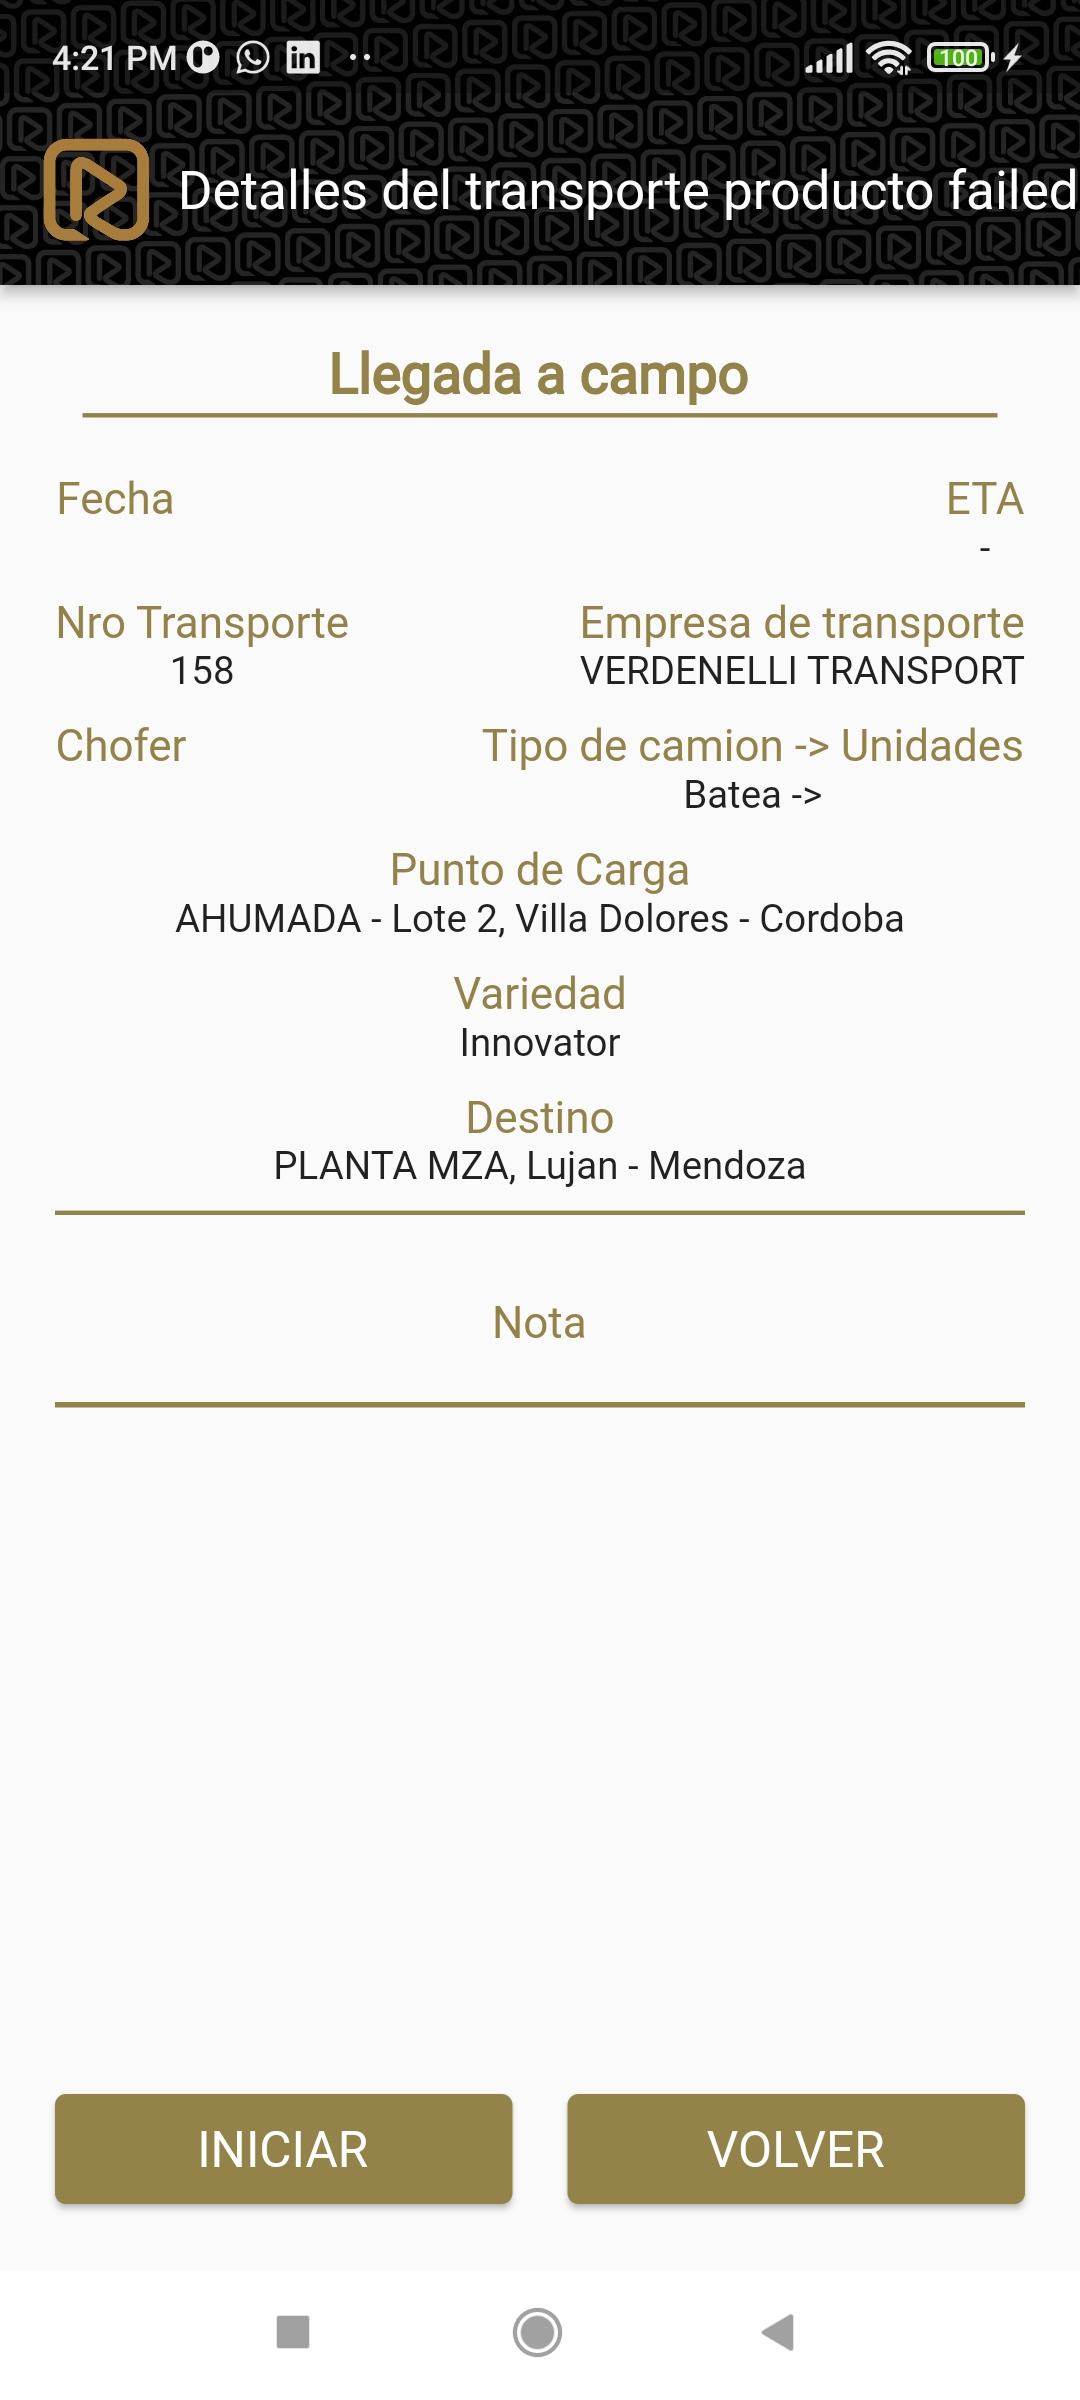 4:21 PM
100
Detalles del transporte producto failed
Llegada a campo
Fecha ETA
-
Nro Transporte Empresa de transporte
158 VERDENELLI TRANSPORT
Chofer Tipo de camion -> Unidades
Batea ->
Punto de Carga
AHUMADA - Lote 2, Villa Dolores - Cordoba
Variedad
Innovator
Destino
PLANTA MZA, Lujan - Mendoza
Nota
INICIAR VOLVER